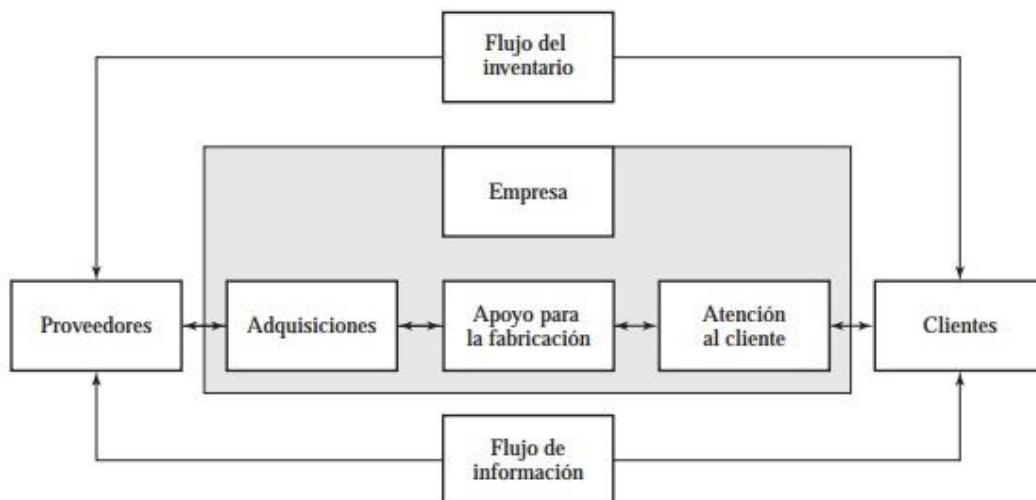 Flujo del
inventario
Empresa
Proveedores
Adquisiciones
Apoyo para
la fabricación
Atención
al cliente
Clientes
Flujo de
información